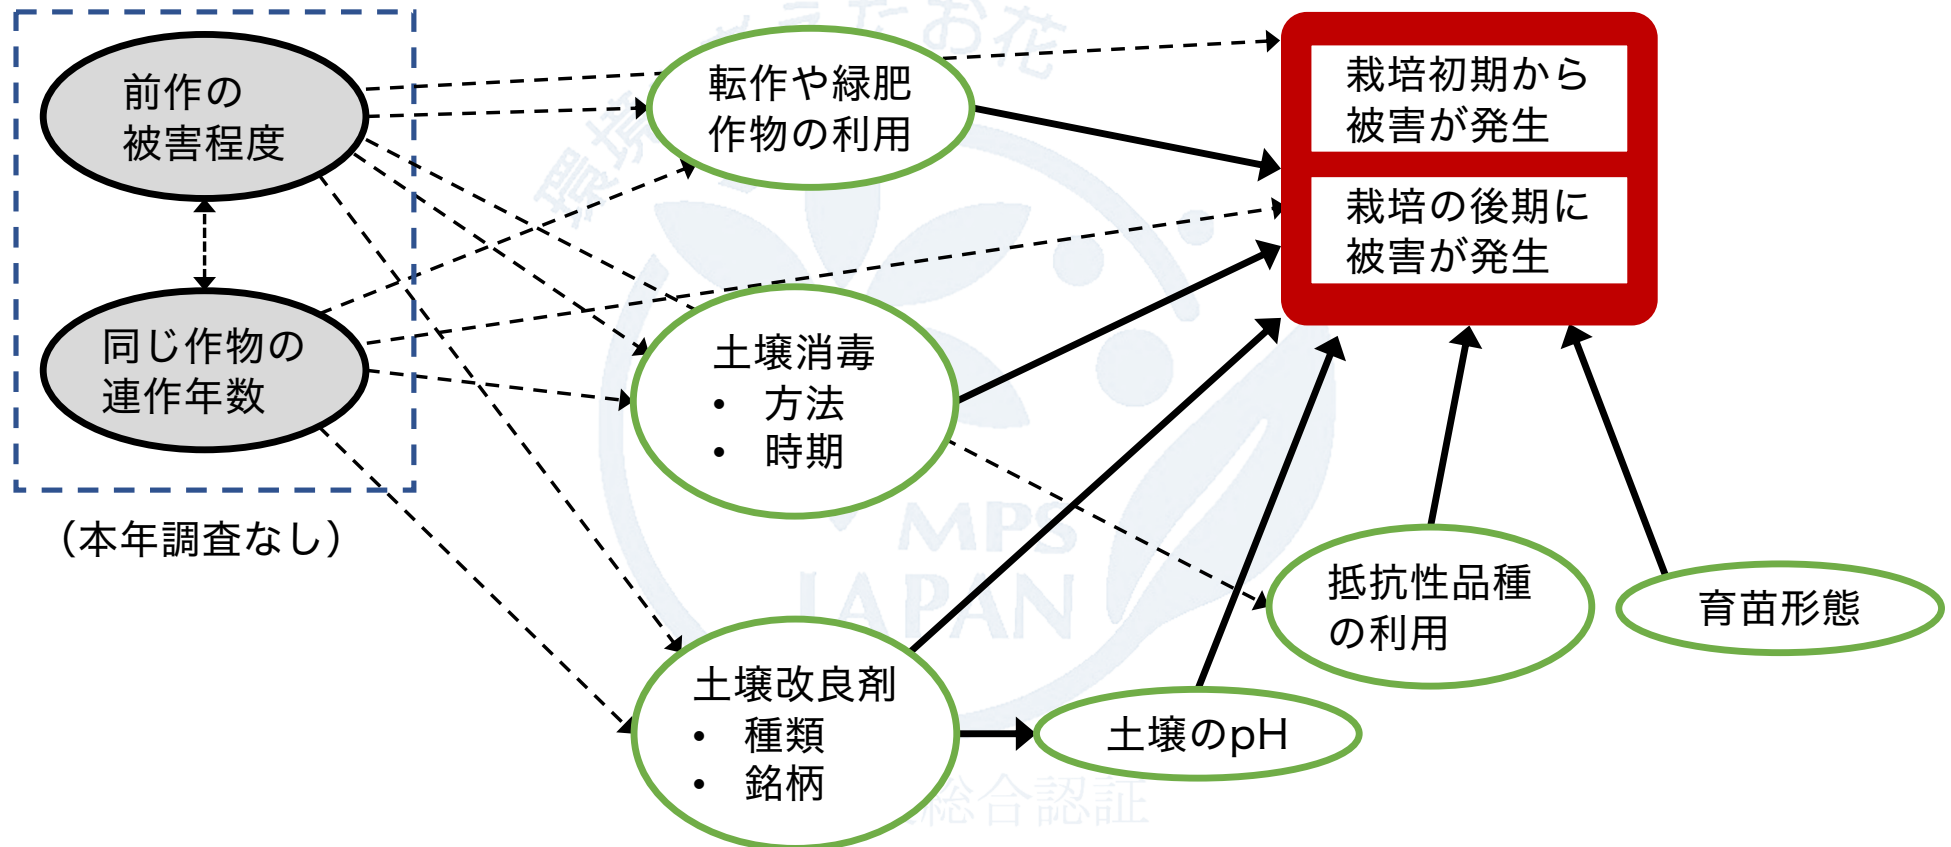 前作の
被害程度
同じ作物の
連作年数
（本年調査なし）
転作や緑肥
作物の利用
土壌消毒
• 方法
• 時期
土壌改良剤
• 種類
• 銘柄
土壌のpH
抵抗性品種
の利用
育苗形態
栽培初期から
被害が発生
栽培の後期に
被害が発生
MPS
JAPAN
総合認証